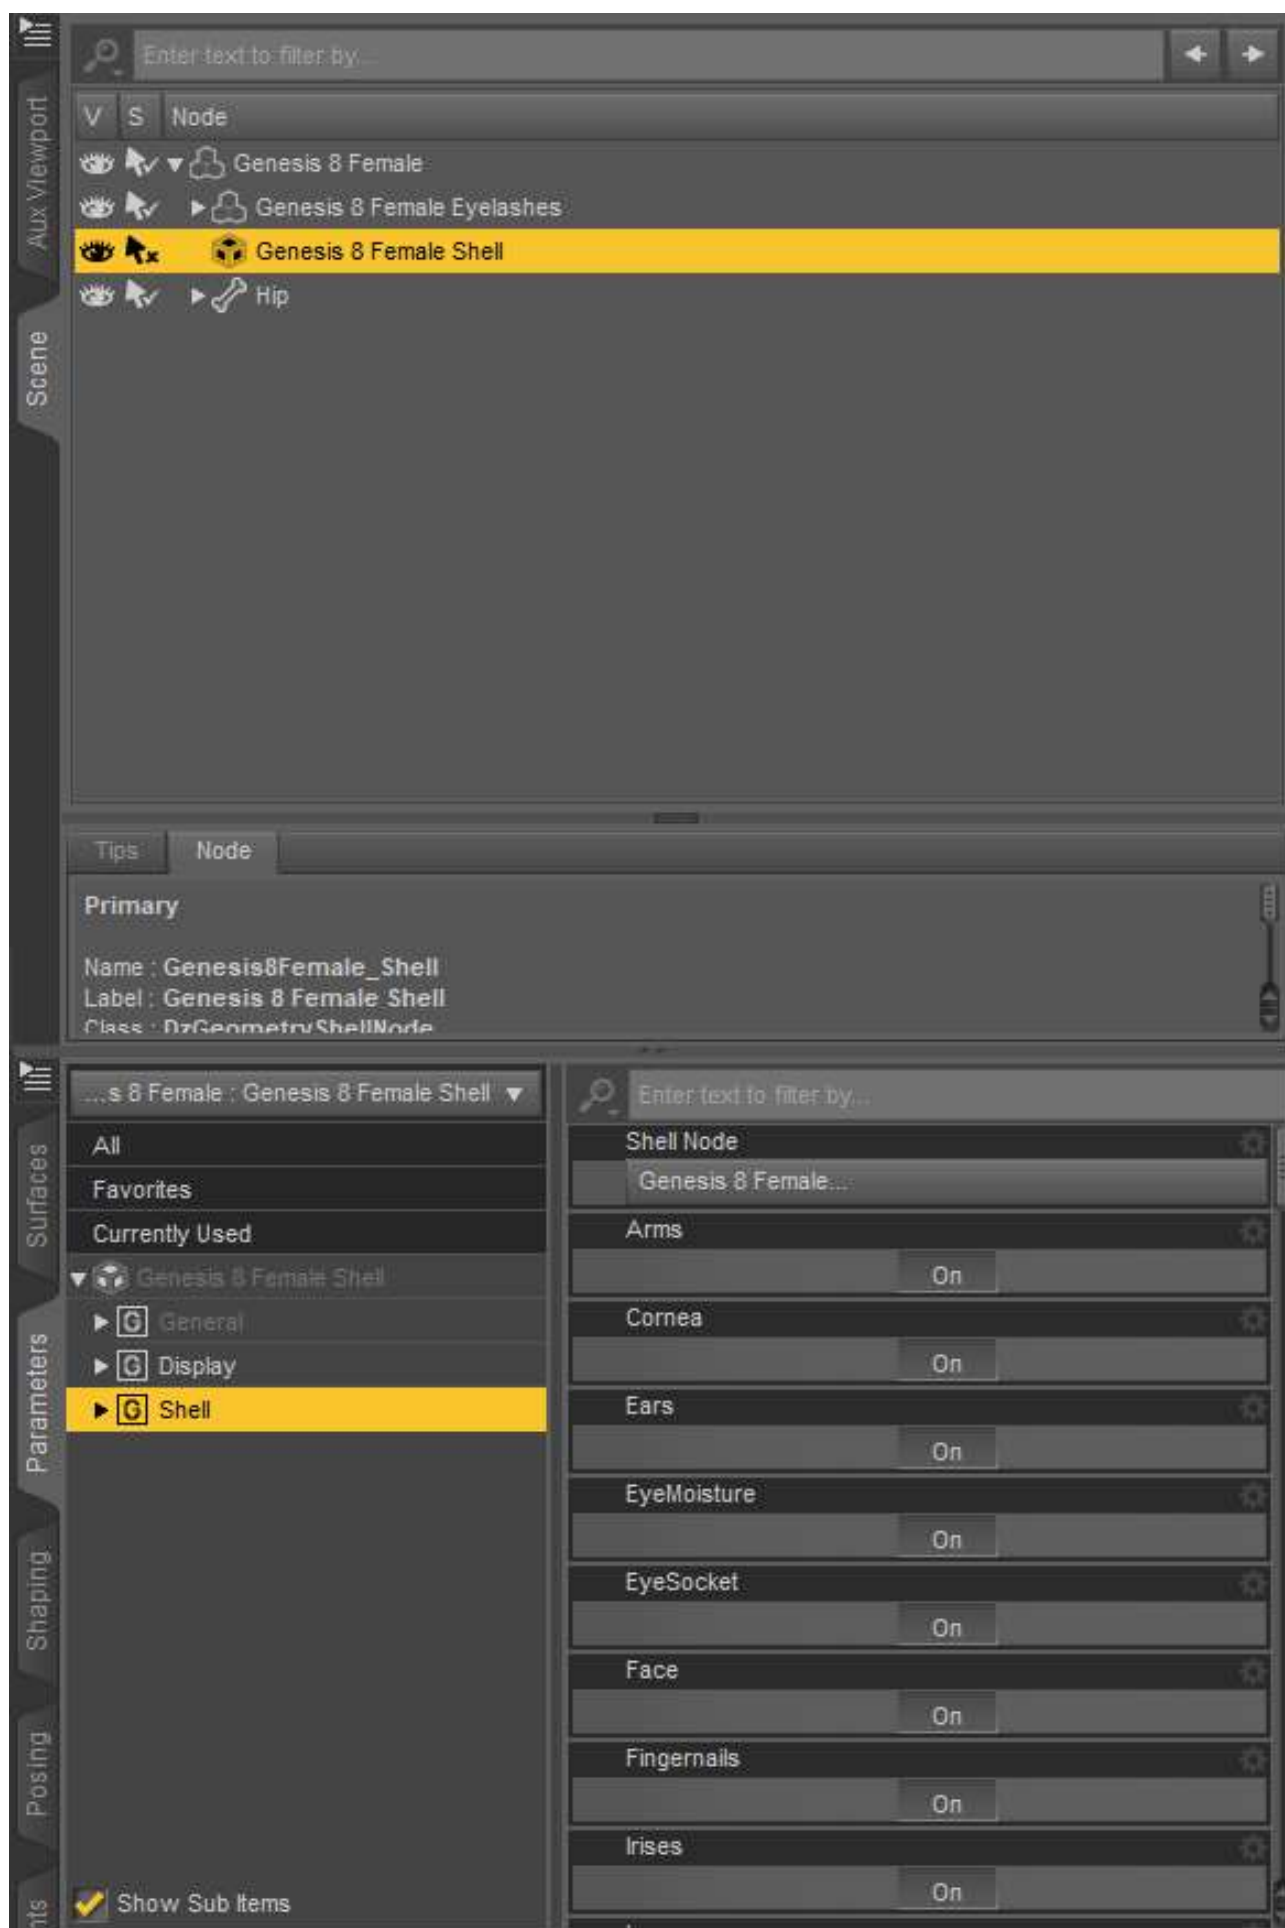 Enter text to filter by...
V S Node
Aux Viewport
Genesis 8 Female
Genesis 8 Female Eyelashes
Genesis 8 Female Shell
Hip
Scene
Tips Node
Primary
Name : Genesis8Female_Shell
Label : Genesis 8 Female Shell
Class : DzGeometryShellNode
...s 8 Female : Genesis 8 Female Shell
Enter text to filter by...
All
Favorites
Currently Used
Genesis 8 Female Shell
G General
G Display
G Shell
Show Sub Items
Surfaces
Parameters
Shaping
Posing
nts
Shell Node
Genesis 8 Female...
Arms
On
Cornea
On
Ears
On
EyeMoisture
On
EyeSocket
On
Face
On
Fingernails
On
Irises
On